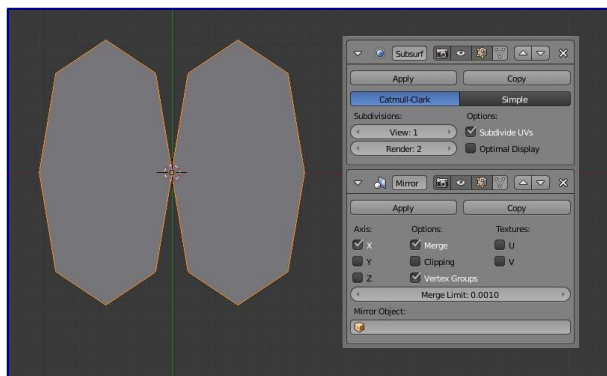 Subsurf
Apply Copy
Catmull-Clark Simple
Subdivisions: Options:
View: 1 Subdivide UVs
Render: 2 Optimal Display
Mirror
Apply Copy
Axis: Options: Textures:
X Merge U
Y Clipping V
Z Vertex Groups
Merge Limit: 0.0010
Mirror Object: